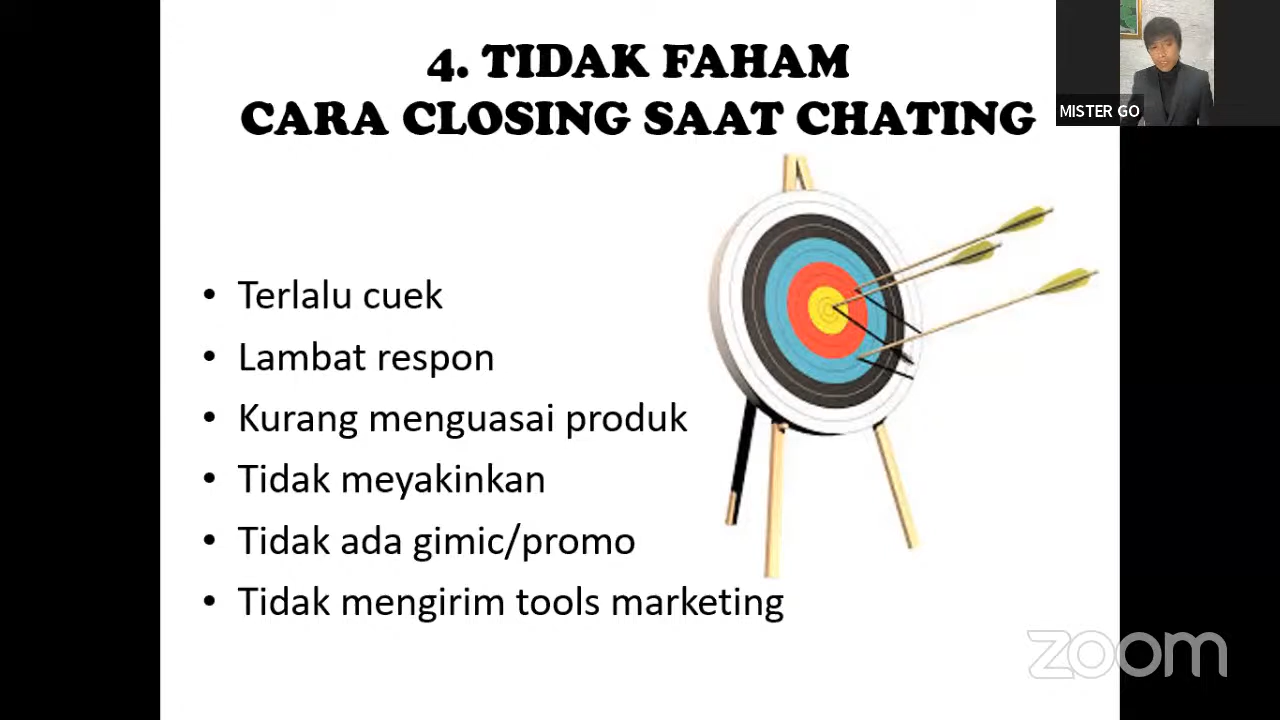 4. TIDAK FAHAM
CARA CLOSING SAAT CHATING
MISTER GO
• Terlalu cuek
• Lambat respon
• Kurang menguasai produk
• Tidak meyakinkan
• Tidak ada gimic/promo
• Tidak mengirim tools marketing
zoom